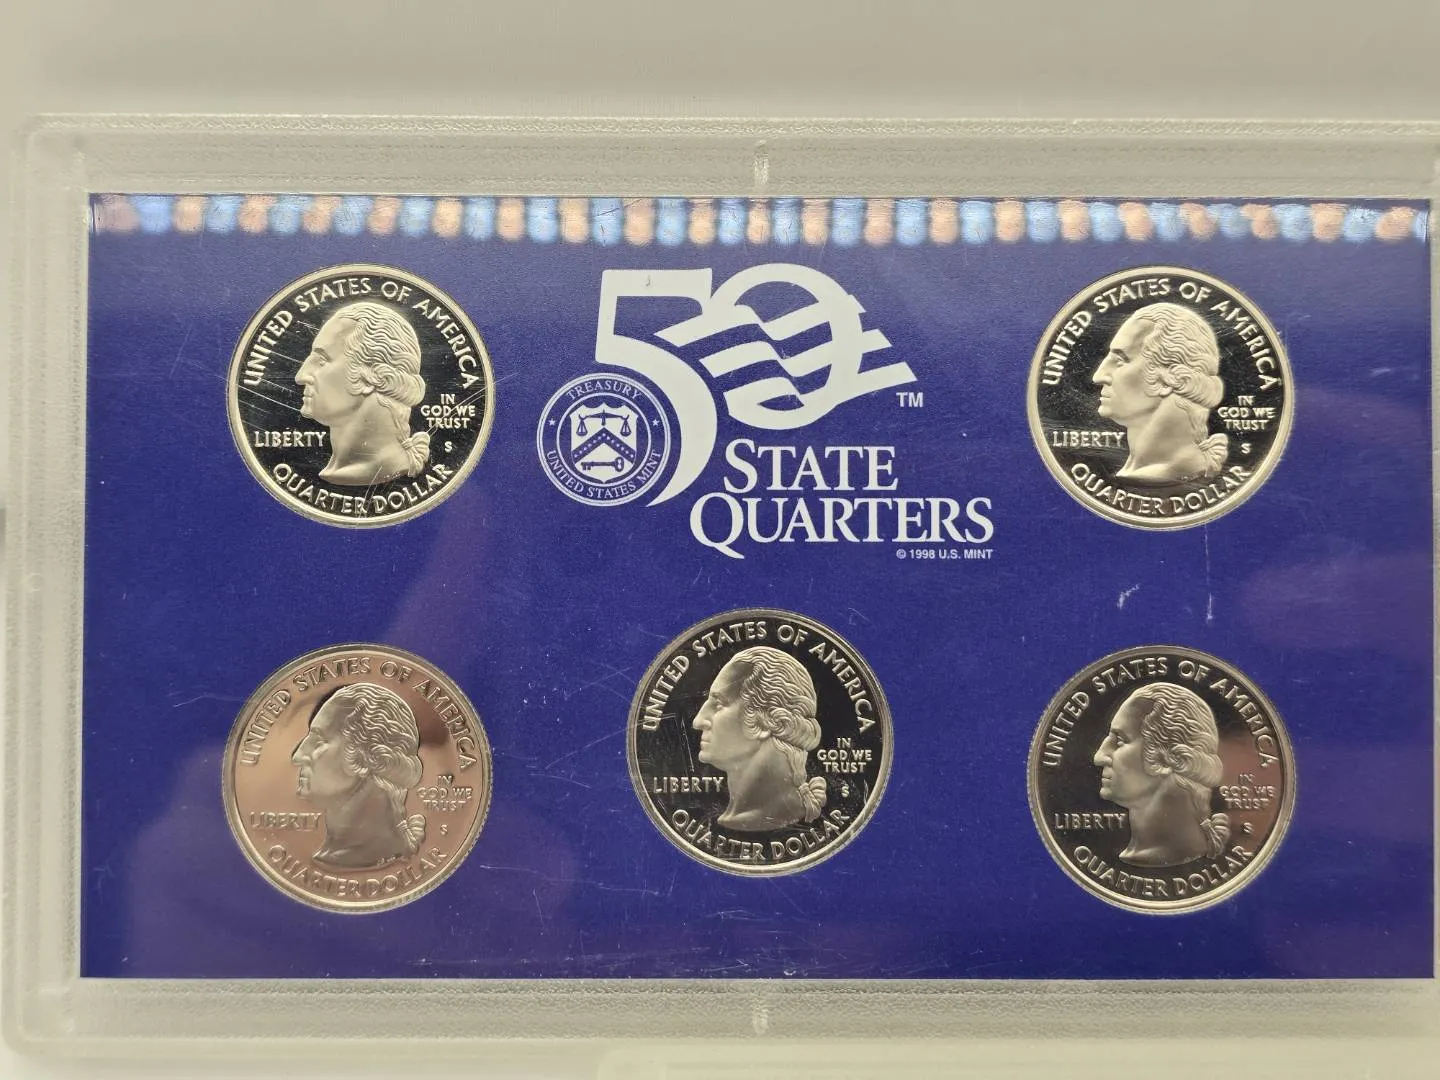 UNITED STATES OF AMERICA
IN
GOD WE
TRUST
LIBERTY
S
QUARTER DOLLAR
50
TM
TREASURY
UNITED STATES MINT
STATE
QUARTERS
© 1998 U.S. MINT
UNITED STATES OF AMERICA
IN
GOD WE
TRUST
LIBERTY
S
QUARTER DOLLAR
UNITED STATES OF AMERICA
IN
GOD WE
TRUST
LIBERTY
S
QUARTER DOLLAR
UNITED STATES OF AMERICA
IN
GOD WE
TRUST
LIBERTY
S
QUARTER DOLLAR
UNITED STATES OF AMERICA
IN
GOD WE
TRUST
LIBERTY
S
QUARTER DOLLAR